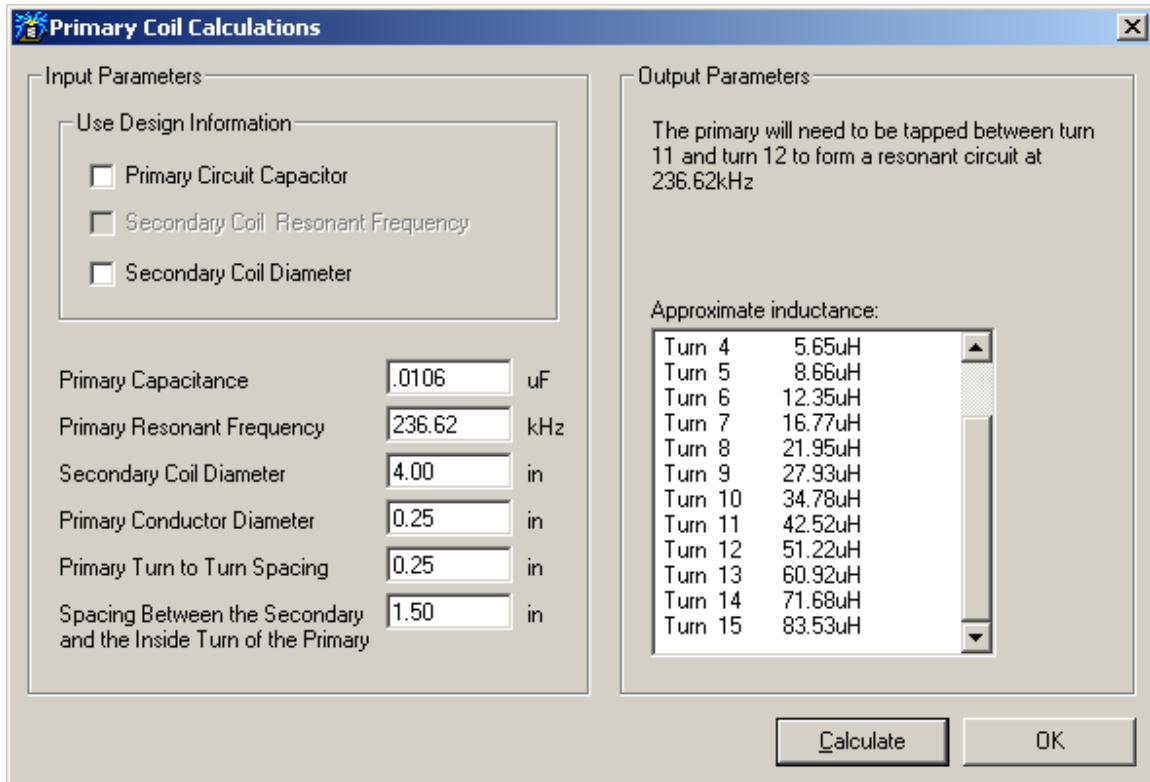 Primary Coil Calculations
Input Parameters
Use Design Information
Primary Circuit Capacitor
Secondary Coil Resonant Frequency
Secondary Coil Diameter
Primary Capacitance .0106 uF
Primary Resonant Frequency 236.62 kHz
Secondary Coil Diameter 4.00 in
Primary Conductor Diameter 0.25 in
Primary Turn to Turn Spacing 0.25 in
Spacing Between the Secondary 1.50 in
and the Inside Turn of the Primary
Output Parameters
The primary will need to be tapped between turn
11 and turn 12 to form a resonant circuit at
236.62kHz
Approximate inductance:
Turn 4 5.65uH
Turn 5 8.66uH
Turn 6 12.35uH
Turn 7 16.77uH
Turn 8 21.95uH
Turn 9 27.93uH
Turn 10 34.78uH
Turn 11 42.52uH
Turn 12 51.22uH
Turn 13 60.92uH
Turn 14 71.68uH
Turn 15 83.53uH
Calculate
OK